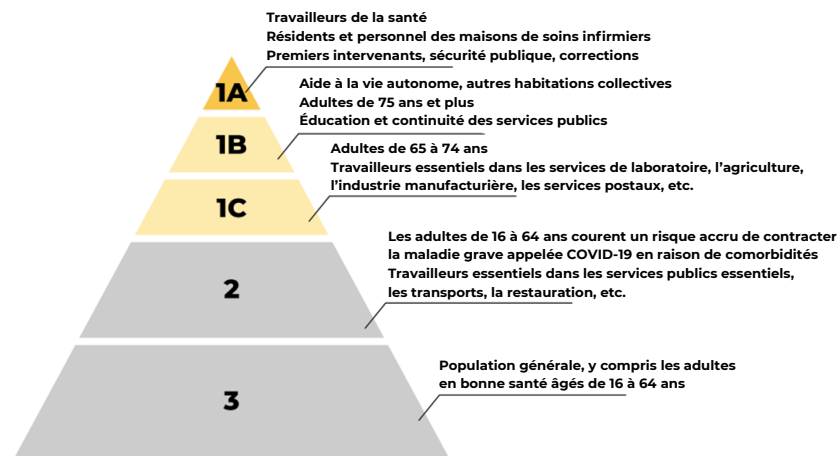 Travailleurs de la santé
Résidents et personnel des maisons de soins infirmiers
Premiers intervenants, sécurité publique, corrections
1A
Aide à la vie autonome, autres habitations collectives
Adultes de 75 ans et plus
Éducation et continuité des services publics
1B
Adultes de 65 à 74 ans
Travailleurs essentiels dans les services de laboratoire, l’agriculture,
l’industrie manufacturière, les services postaux, etc.
1C
Les adultes de 16 à 64 ans courent un risque accru de contracter
la maladie grave appelée COVID-19 en raison de comorbidités
Travailleurs essentiels dans les services publics essentiels,
les transports, la restauration, etc.
2
Population générale, y compris les adultes
en bonne santé âgés de 16 à 64 ans
3